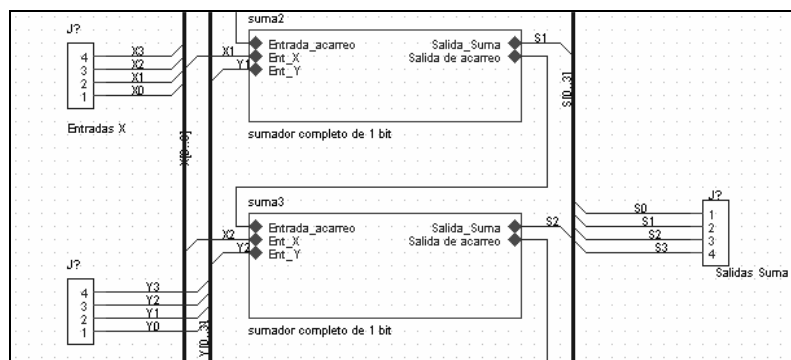 J?
4
3
2
1
X3
X2
X1
X0
Entradas X
X[0..3]
suma2
Entrada_acarreo
Ent_X
Ent_Y
X1
Y1
Salida_Suma
Salida de acarreo
S1
sumador completo de 1 bit
S[0..3]
suma3
Entrada_acarreo
Ent_X
Ent_Y
X2
Y2
Salida_Suma
Salida de acarreo
S2
sumador completo de 1 bit
J?
4
3
2
1
Y3
Y2
Y1
Y0
Y[0..3]
J?
S0
S1
S2
S3
1
2
3
4
Salidas Suma